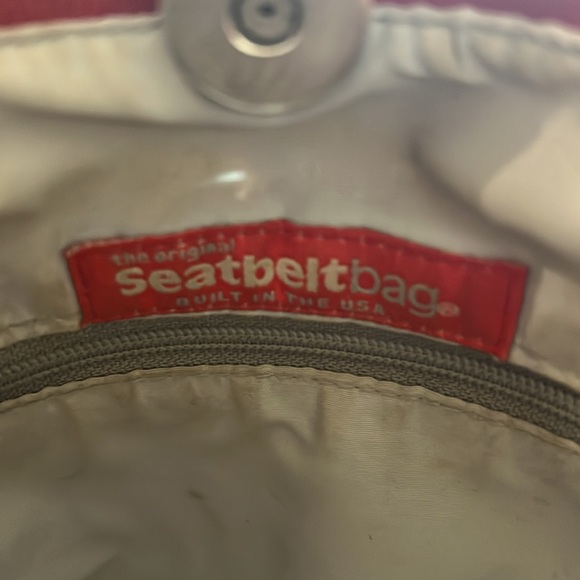 the original
seatbeltbag®
BUILT IN THE USA